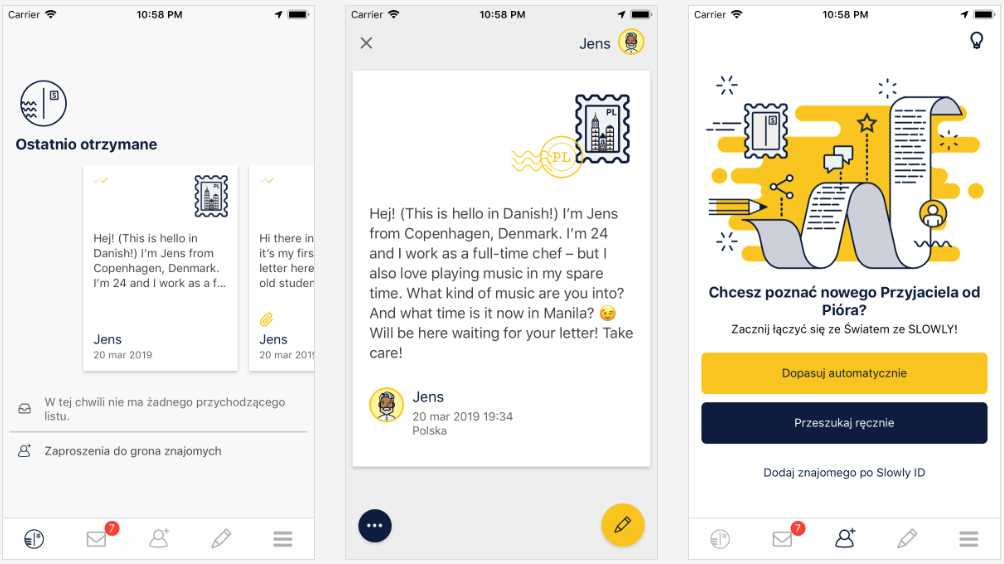 Carrier 10:58 PM
Ostatnio otrzymane
PL
Hej! (This is hello in
Danish!) I'm Jens from
Copenhagen, Denmark.
I'm 24 and I work as a f...
Jens
20 mar 2019
Hi there in
it's my firs
letter here
old studen
Jens
20 mar 201
W tej chwili nie ma żadnego przychodzącego
listu.
Zaproszenia do grona znajomych
7
Carrier 10:58 PM
Jens
PL
PL
Hej! (This is hello in Danish!) I'm Jens
from Copenhagen, Denmark. I'm 24
and I work as a full-time chef – but I
also love playing music in my spare
time. What kind of music are you into?
And what time is it now in Manila? 😉
Will be here waiting for your letter! Take
care!
Jens
20 mar 2019 19:34
Polska
Carrier 10:58 PM
S
Chcesz poznać nowego Przyjaciela od
Pióra?
Zacznij łączyć się ze Światem ze SLOWLY!
Dopasuj automatycznie
Przeszukaj ręcznie
Dodaj znajomego po Slowly ID
7